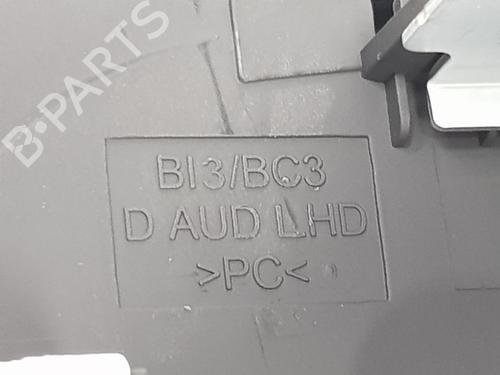 B-PARTS
BI3/BC3
D AUD LHD
>PC<